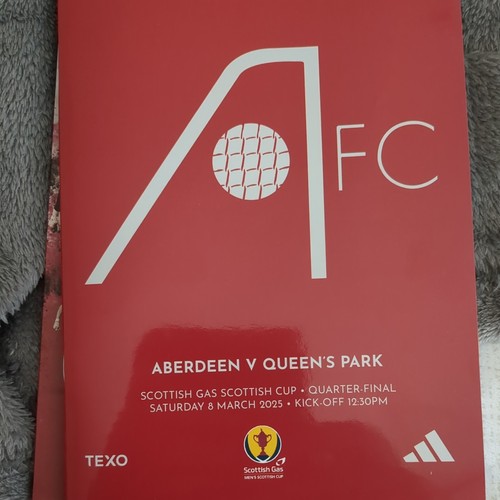 AFC
ABERDEEN V QUEEN'S PARK
SCOTTISH GAS SCOTTISH CUP • QUARTER-FINAL
SATURDAY 8 MARCH 2025 • KICK-OFF 12:30PM
TEXO
Scottish Gas
MEN'S SCOTTISH CUP